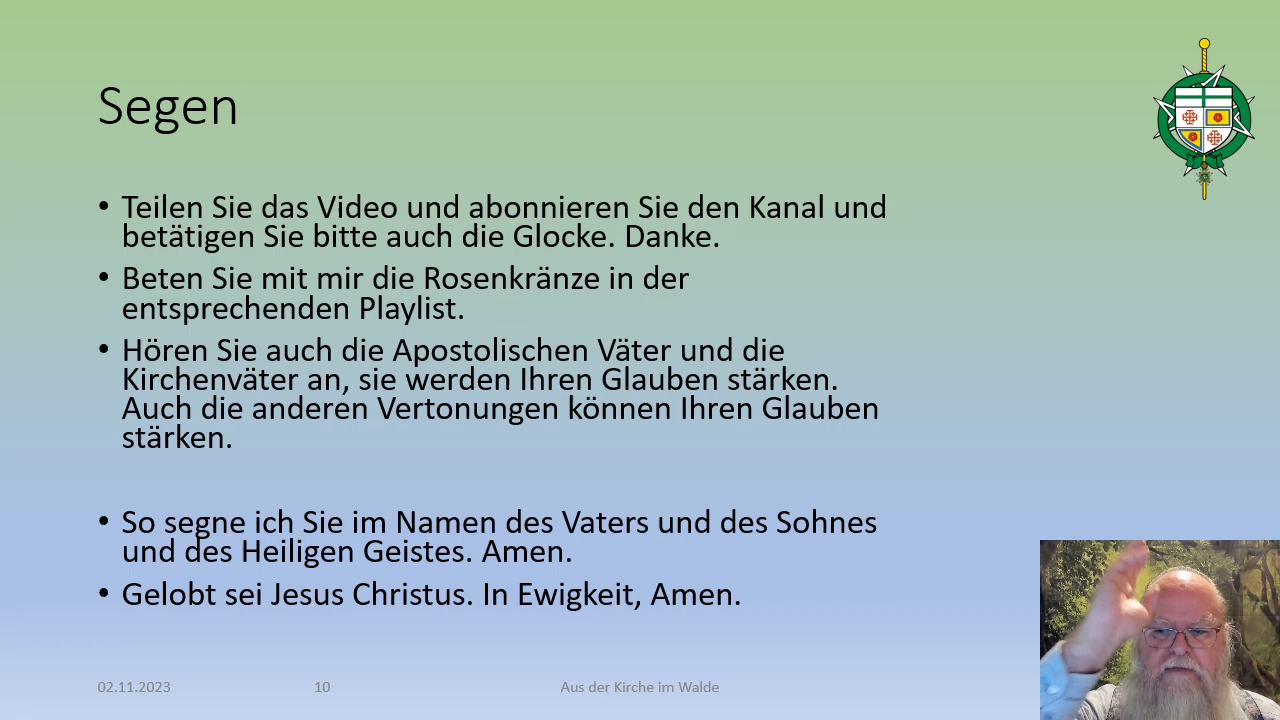 Segen
• Teilen Sie das Video und abonnieren Sie den Kanal und
betätigen Sie bitte auch die Glocke. Danke.
• Beten Sie mit mir die Rosenkränze in der
entsprechenden Playlist.
• Hören Sie auch die Apostolischen Väter und die
Kirchenväter an, sie werden Ihren Glauben stärken.
Auch die anderen Vertonungen können Ihren Glauben
stärken.
• So segne ich Sie im Namen des Vaters und des Sohnes
und des Heiligen Geistes. Amen.
• Gelobt sei Jesus Christus. In Ewigkeit, Amen.
02.11.2023 10 Aus der Kirche im Walde